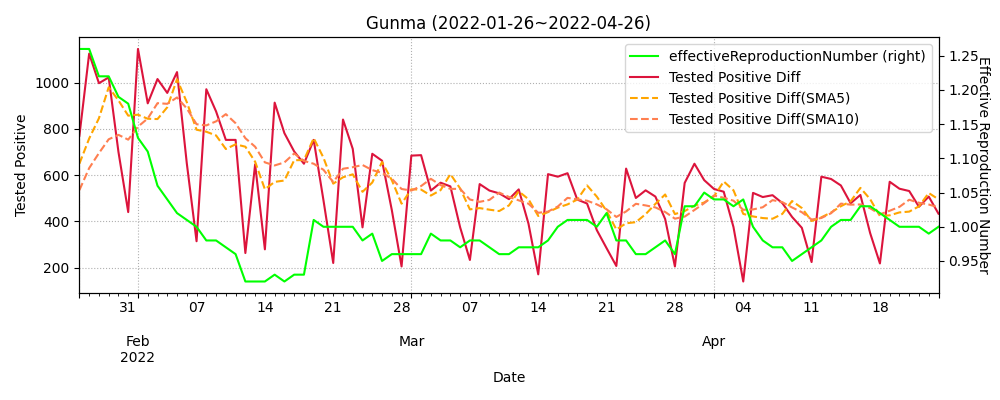 Gunma (2022-01-26~2022-04-26)
effectiveReproductionNumber (right)
Tested Positive Diff
Tested Positive Diff(SMA5)
Tested Positive Diff(SMA10)
Tested Positive
1000
800
600
400
200
1.25
1.20
1.15
1.10
1.05
1.00
0.95
Effective Reproduction Number
31 07 14 21 28 07 14 21 28 04 11 18
Feb Mar Apr
2022
Date